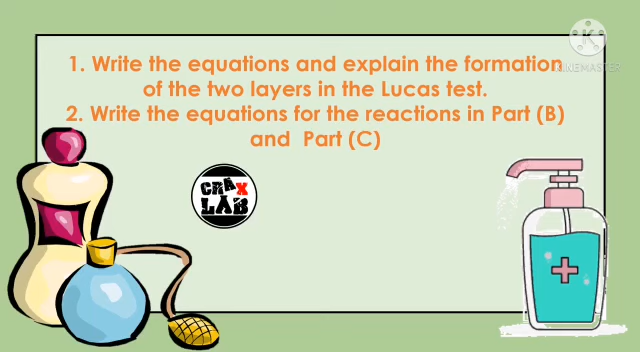 1. Write the equations and explain the formation
of the two layers in the Lucas test.
2. Write the equations for the reactions in Part (B)
and Part (C)
CRAX
LAB
K
KINEMASTER